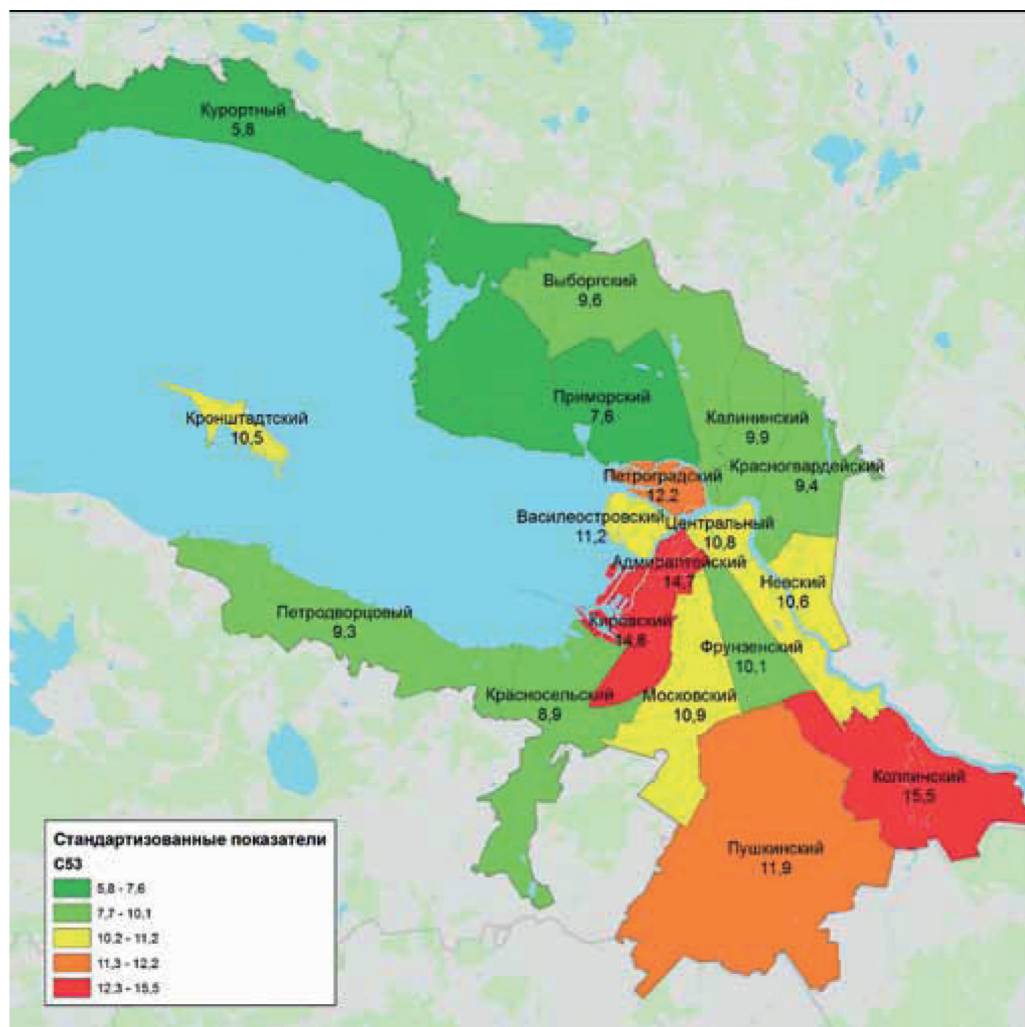 Курортный
5,8
Выборгский
9,6
Приморский
7,6
Калининский
9,9
Кронштадтский
10,5
Красногвардейский
9,4
Петроградский
12,2
Василеостровский
11,2
Центральный
10,8
Адмиралтейский
14,7
Невский
10,6
Петродворцовый
9,3
Кировский
14,6
Фрунзенский
10,1
Красносельский
8,9
Московский
10,9
Колпинский
15,5
Пушкинский
11,9
Стандартизованные показатели
C53
5,8 - 7,6
7,7 - 10,1
10,2 - 11,2
11,3 - 12,2
12,3 - 15,5